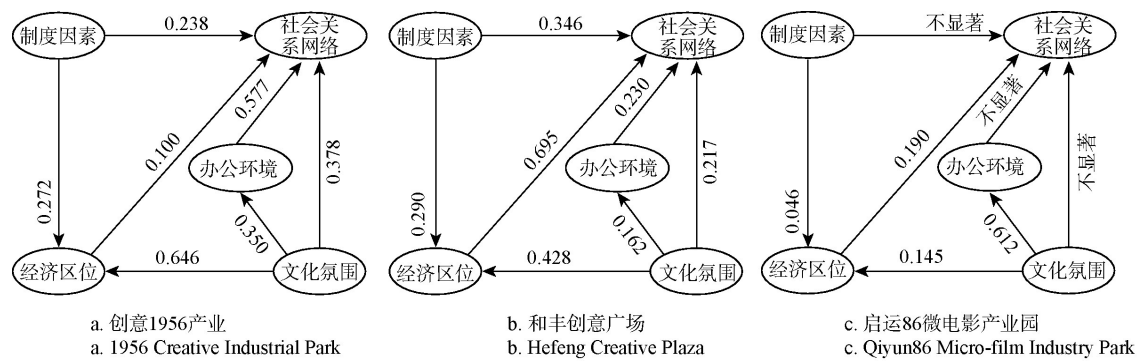 制度因素
0.238
社会关
系网络
0.272
0.100
0.577
0.378
办公环境
0.350
经济区位
0.646
文化氛围
a. 创意1956产业
a. 1956 Creative Industrial Park
制度因素
0.346
社会关
系网络
0.290
0.695
0.230
0.217
办公环境
0.162
经济区位
0.428
文化氛围
b. 和丰创意广场
b. Hefeng Creative Plaza
制度因素
不显著
社会关
系网络
0.046
0.190
不显著
不显著
办公环境
0.612
经济区位
0.145
文化氛围
c. 启运86微电影产业园
c. Qiyun86 Micro-film Industry Park